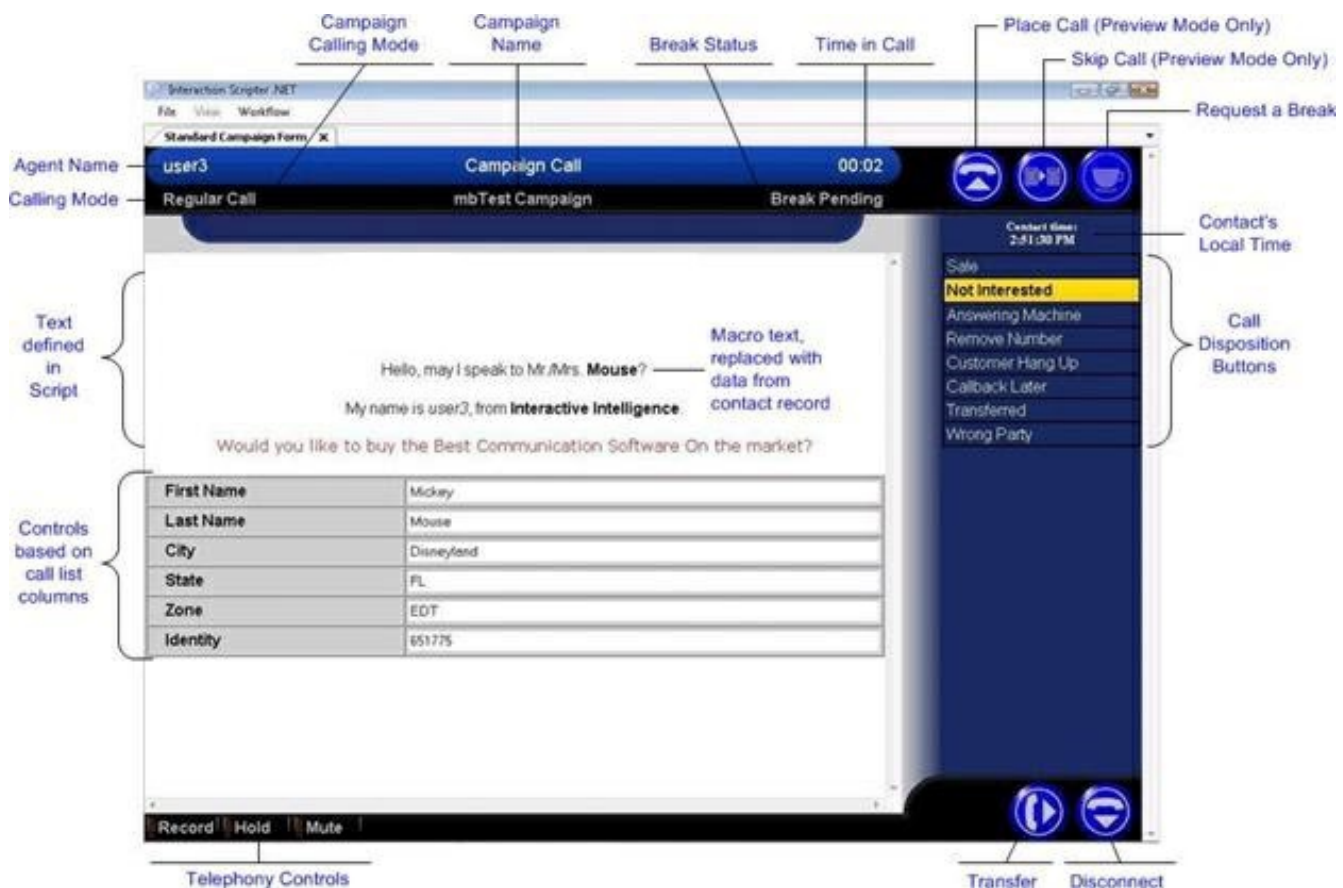 Campaign
Calling Mode
Campaign
Name
Break Status
Time in Call
Place Call (Preview Mode Only)
Skip Call (Preview Mode Only)
Request a Break
Interaction Scripter .NET
File View Workflow
Standard Campaign Form X
Agent Name
user3 Campaign Call 00:02
Calling Mode
Regular Call mbTest Campaign Break Pending
Contact time:
2:51:30 PM
Contact's
Local Time
Sale
Not Interested
Answering Machine
Remove Number
Customer Hang Up
Callback Later
Transferred
Wrong Party
Call
Disposition
Buttons
Text
defined
in
Script
Hello, may I speak to Mr./Mrs. Mouse?
My name is user3, from Interactive Intelligence
Would you like to buy the Best Communication Software On the market?
Macro text,
replaced with
data from
contact record
Controls
based on
call list
columns
First Name Mickey
Last Name Mouse
City Disneyland
State FL
Zone EDT
Identity 651775
Record Hold Mute
Telephony Controls
Transfer
Disconnect